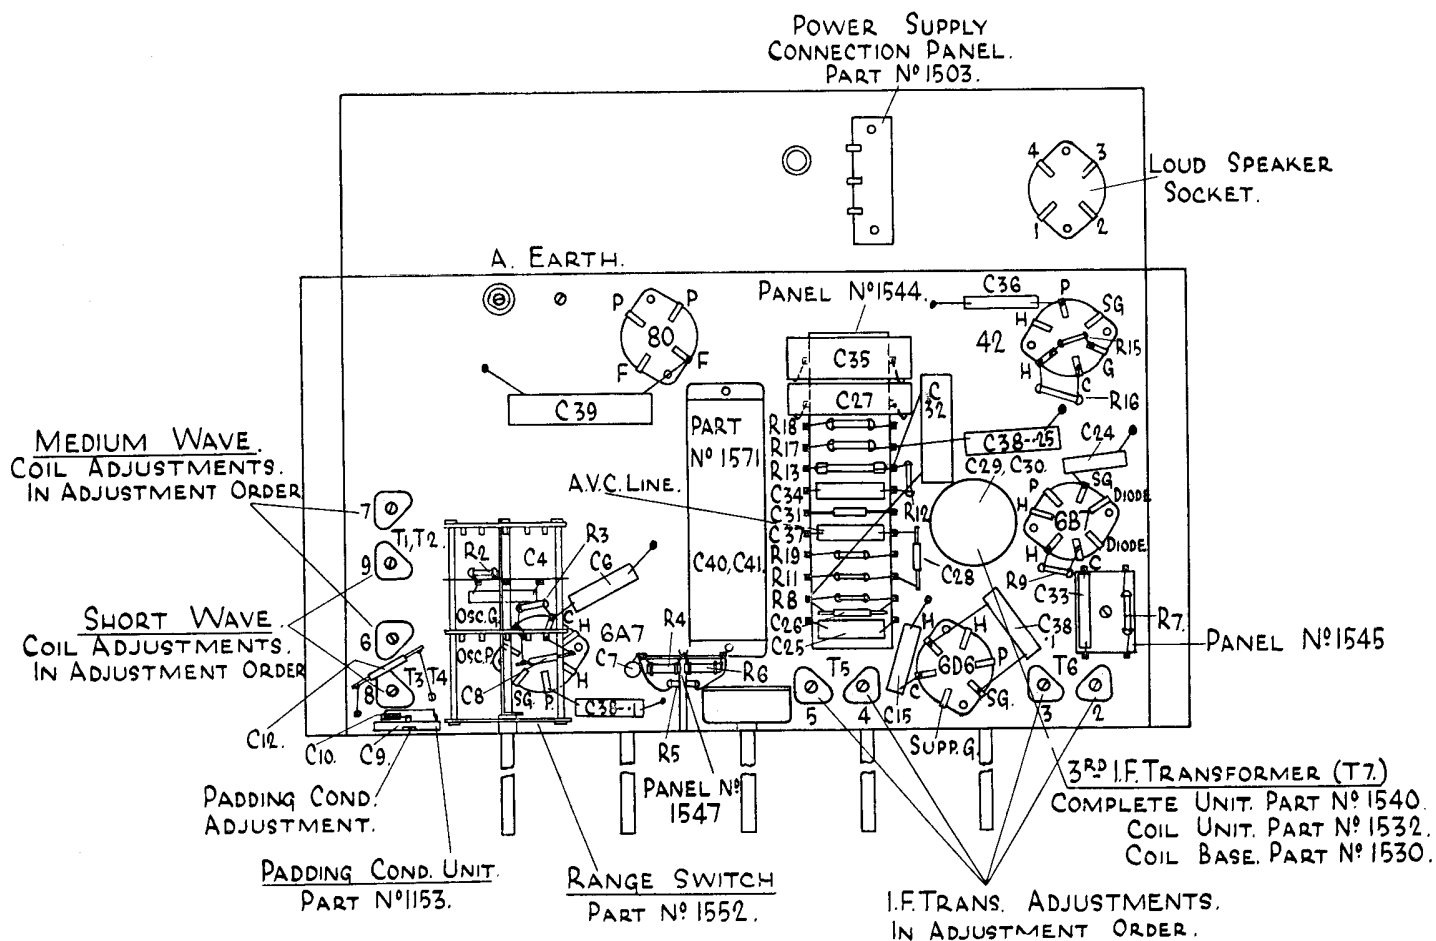 POWER SUPPLY
CONNECTION PANEL.
PART Nº 1503.
4
3
1
2
LOUD SPEAKER
SOCKET.
A. EARTH.
PANEL Nº1544.
C36
P
SG
H
42
R15
G
H
C
R16
P
P
80
F
F
C39
C35
C27
C
32
PART
Nº 1571
C40, C41.
R18
R17
R13
C34
C31
C37
R19
R11
R8
C26
C25
R12
C28
C38-·25
C29, C30.
C24
SG
P
DIODE
H
6B7
DIODE
H
C
R9
C33
R7.
PANEL Nº1545
MEDIUM WAVE.
COIL ADJUSTMENTS.
IN ADJUSTMENT ORDER
A.V.C. LINE.
7
T1, T2.
9
SHORT WAVE.
COIL ADJUSTMENTS.
IN ADJUSTMENT ORDER
6
8
T3
T4
R2
C4
R3
C6
OSC.G.
OSC.P.
C
H
6A7
H
C8
SG.
P.
C38-·1
C7
R4
R6
R5
PANEL Nº
1547
C12.
C10.
C9.
PADDING COND.
ADJUSTMENT.
PADDING COND. UNIT.
PART Nº1153.
RANGE SWITCH
PART Nº 1552.
T5
5
4
C15
H
H
6D6
P
C
SG.
SUPP.G.
C38
·1
T6
3
2
3RD I.F. TRANSFORMER (T7.)
COMPLETE UNIT. PART Nº 1540.
COIL UNIT. PART Nº 1532.
COIL BASE. PART Nº 1530.
I.F. TRANS. ADJUSTMENTS.
IN ADJUSTMENT ORDER.